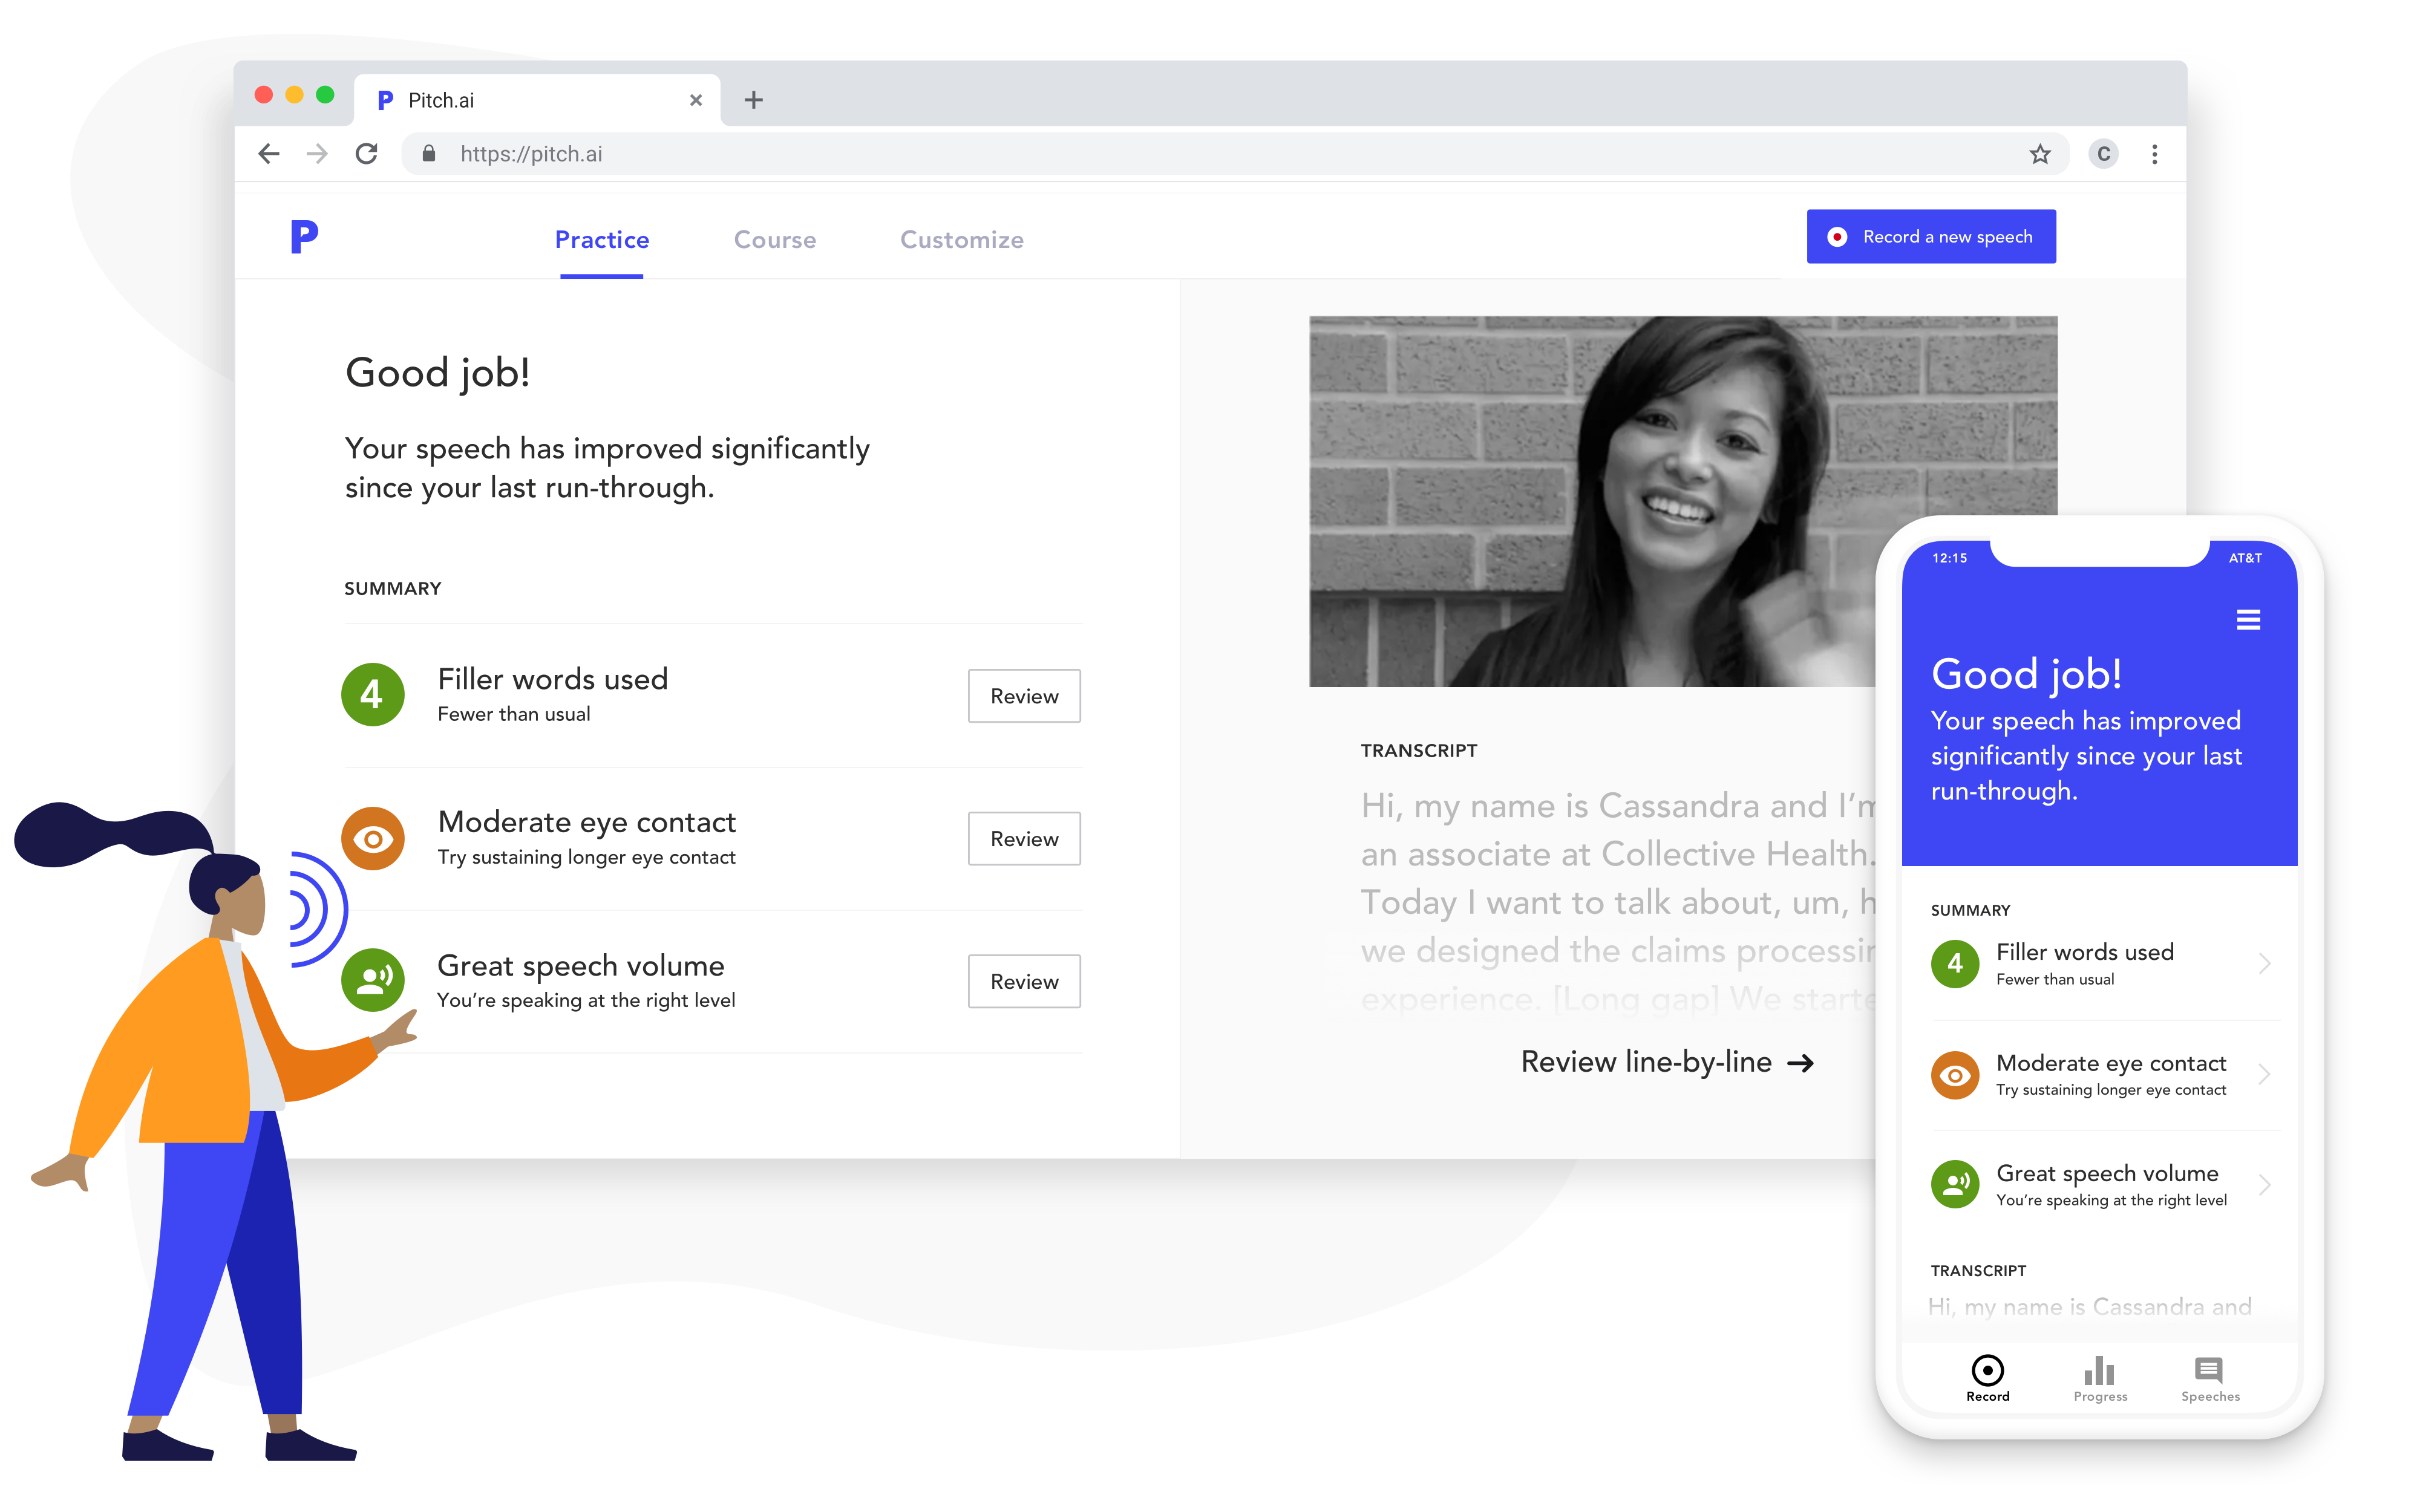 P Pitch.ai
https://pitch.ai
C
P
Practice
Course
Customize
Record a new speech
Good job!
Your speech has improved significantly
since your last run-through.
SUMMARY
4
Filler words used
Fewer than usual
Review
Moderate eye contact
Try sustaining longer eye contact
Review
Great speech volume
You’re speaking at the right level
Review
TRANSCRIPT
Hi, my name is Cassandra and I’m
an associate at Collective Health.
Today I want to talk about, um,
we designed the claims
experience. [Long gap] We
Review line-by-line →
12:15
AT&T
Good job!
Your speech has improved
significantly since your last
run-through.
SUMMARY
4
Filler words used
Fewer than usual
Moderate eye contact
Try sustaining longer eye contact
Great speech volume
You’re speaking at the right level
TRANSCRIPT
Hi, my name is Cassandra and
Record
Progress
Speeches